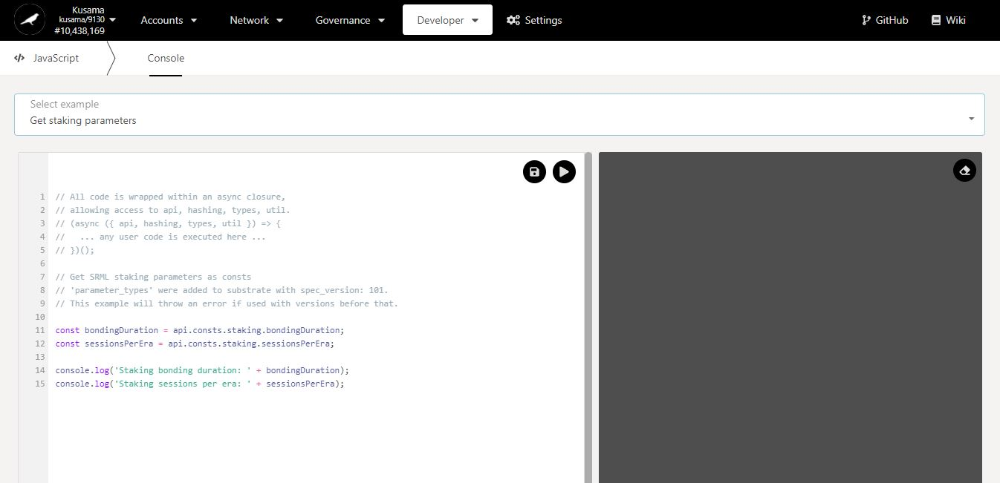 Kusama
kusama/9130
#10,438,169
Accounts
Network
Governance
Developer
Settings
GitHub
Wiki
JavaScript
Console
Select example
Get staking parameters
1 // All code is wrapped within an async closure,
2 // allowing access to api, hashing, types, util.
3 // (async ({ api, hashing, types, util }) => {
4 //   ... any user code is executed here ...
5 // })();
6
7 // Get SRML staking parameters as consts
8 // 'parameter_types' were added to substrate with spec_version: 101.
9 // This example will throw an error if used with versions before that.
10
11 const bondingDuration = api.consts.staking.bondingDuration;
12 const sessionsPerEra = api.consts.staking.sessionsPerEra;
13
14 console.log('Staking bonding duration: ' + bondingDuration);
15 console.log('Staking sessions per era: ' + sessionsPerEra);